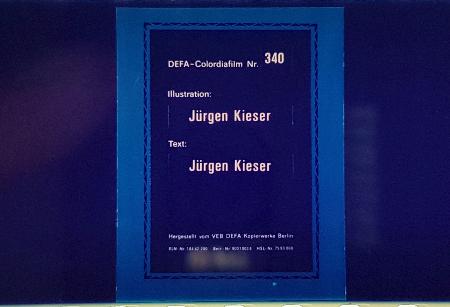 DEFA-Colordiafilm Nr. 340
Illustration:
Jürgen Kieser
Text:
Jürgen Kieser
Hergestellt vom VEB DEFA Kopierwerke Berlin